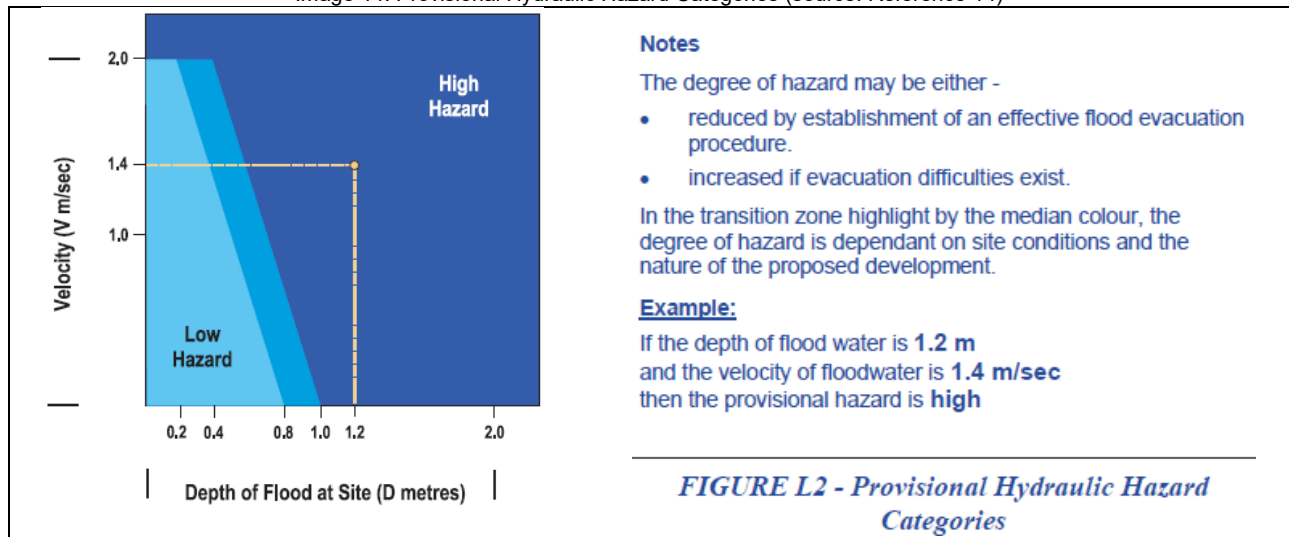 2.0
1.4
1.0
Velocity (V m/sec)
High
Hazard
Low
Hazard
0.2 0.4 0.8 1.0 1.2 2.0
Depth of Flood at Site (D metres)
Notes
The degree of hazard may be either -
• reduced by establishment of an effective flood evacuation
procedure.
• increased if evacuation difficulties exist.
In the transition zone highlight by the median colour, the
degree of hazard is dependant on site conditions and the
nature of the proposed development.
Example:
If the depth of flood water is 1.2 m
and the velocity of floodwater is 1.4 m/sec
then the provisional hazard is high
FIGURE L2 - Provisional Hydraulic Hazard
Categories